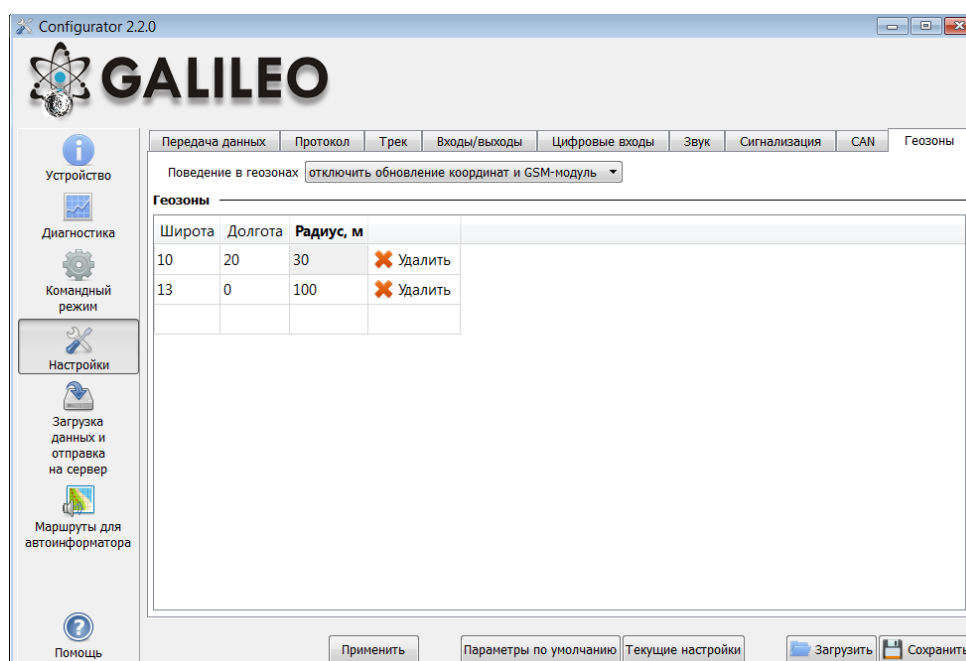 Configurator 2.2.0
GALILEO
Устройство
Диагностика
Командный
режим
Настройки
Загрузка
данных и
отправка
на сервер
Маршруты для
автоинформатора
Помощь
Передача данных Протокол Трек Входы/выходы Цифровые входы Звук Сигнализация CAN Геозоны
Поведение в геозонах отключить обновление координат и GSM-модуль
Геозоны
Широта Долгота Радиус, м
10 20 30 Удалить
13 0 100 Удалить
Применить Параметры по умолчанию Текущие настройки Загрузить Сохранить